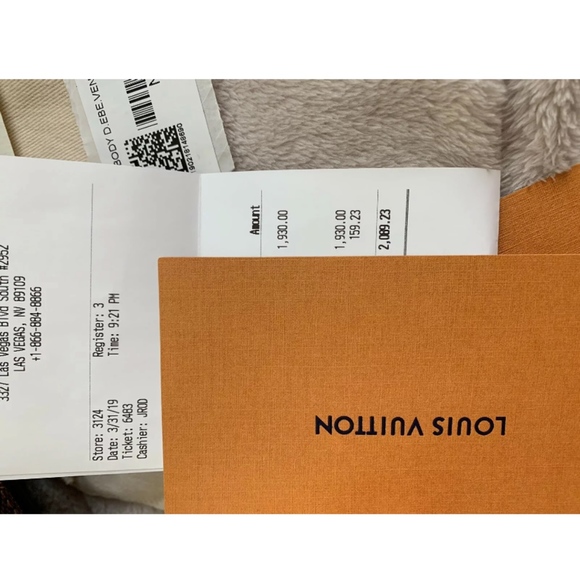 BODY D.EBE.VEN
3327 Las Vegas Blvd South #2952
LAS VEGAS, NV 89109
+1-866-884-8866
Register: 3
Time: 9:21 PM
Store: 3124
Date: 3/31/19
Ticket: 6483
Cashier: JROD
Amount
1,930.00
1,930.00
159.23
2,089.23
LOUIS VUITTON